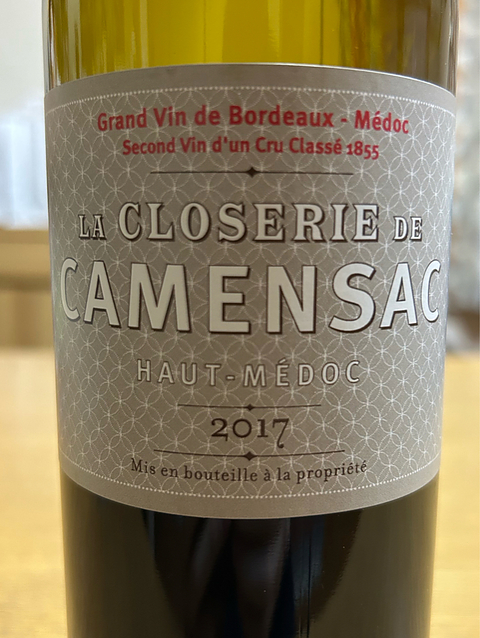 Grand Vin de Bordeaux - Médoc
Second Vin d'un Cru Classé 1855
LA CLOSERIE DE
CAMENSAC
HAUT-MÉDOC
2017
Mis en bouteille à la propriété